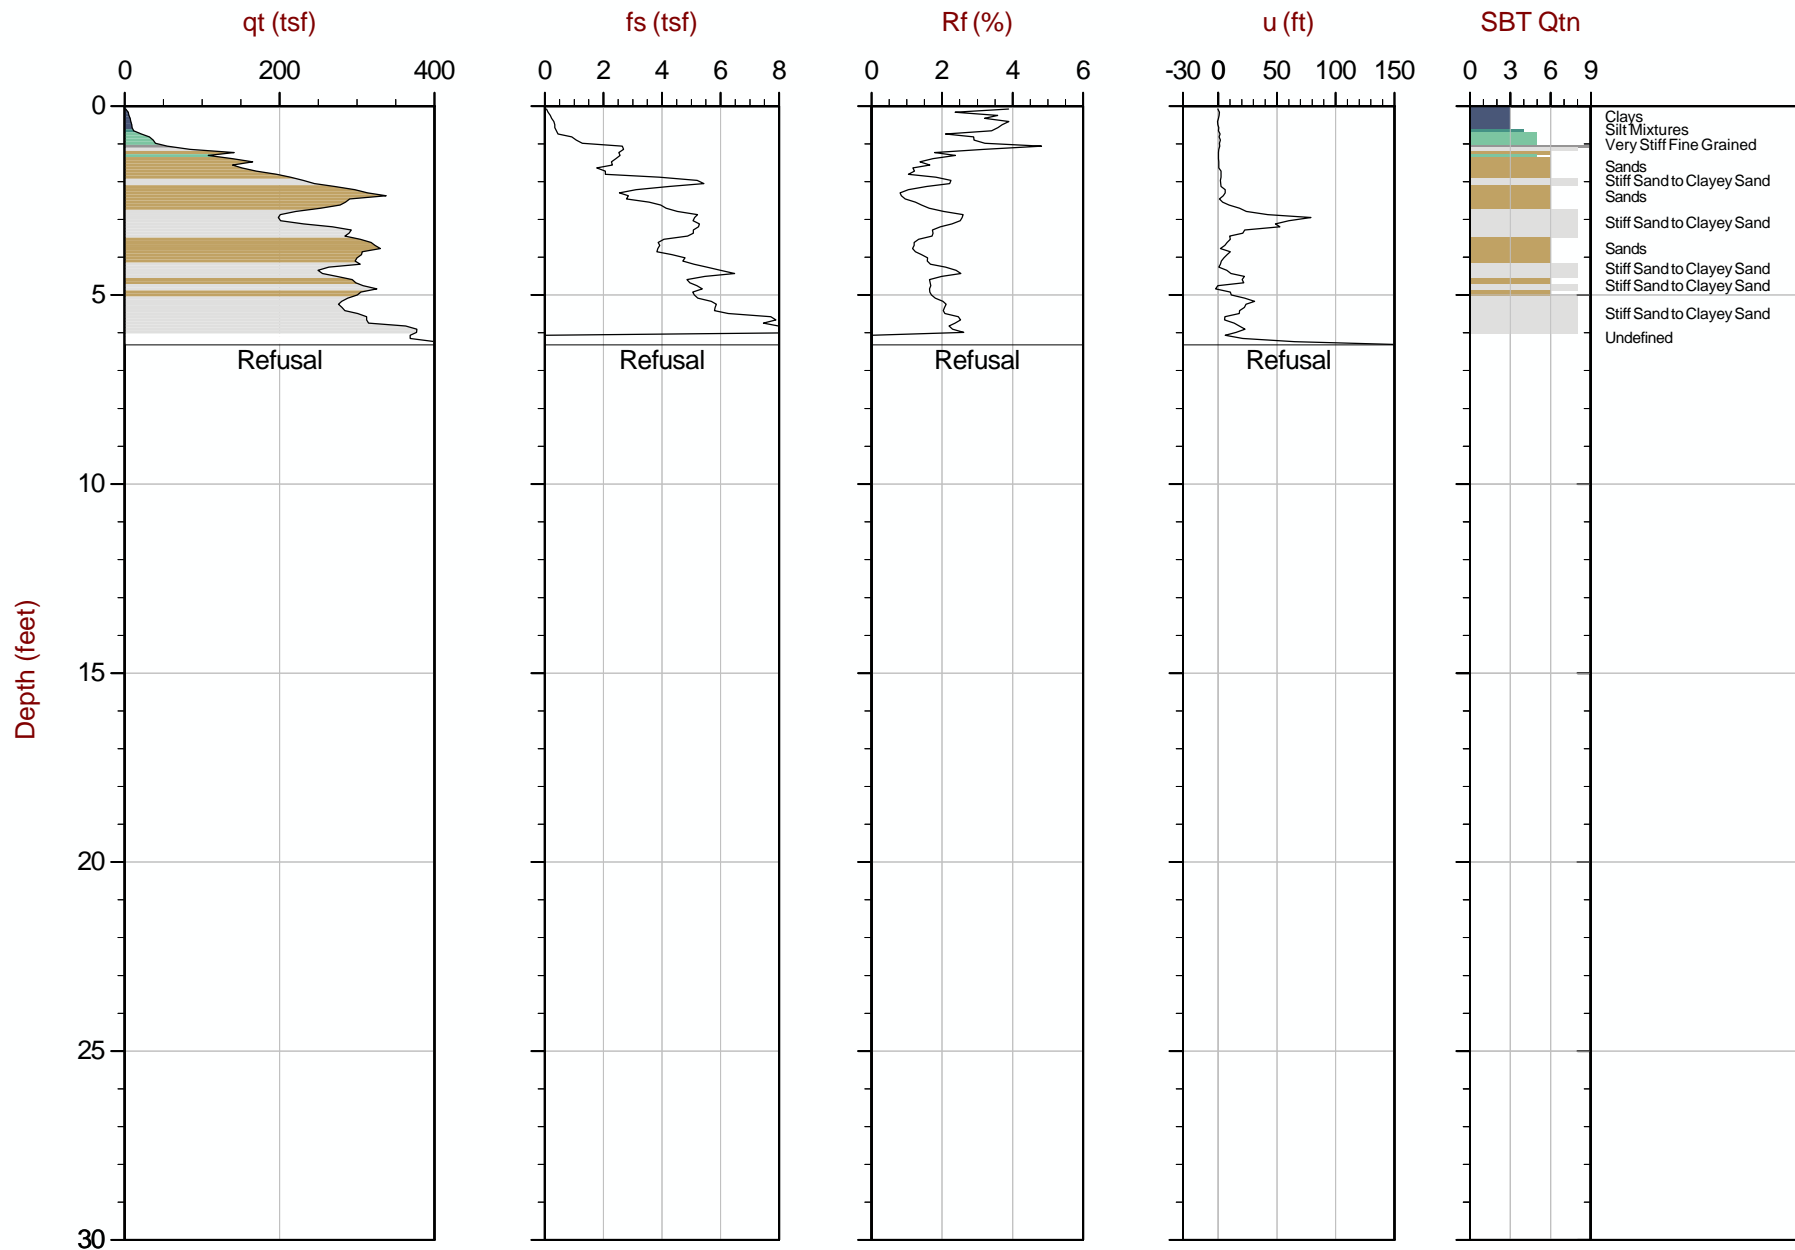 qt (tsf) fs (tsf) Rf (%) u (ft) SBT Qtn
0 200 400 0 2 4 6 8 0 2 4 6 -30 0 50 100 150 0 3 6 9
0
Clays
Silt Mixtures
Very Stiff Fine Grained
Sands
Stiff Sand to Clayey Sand
Sands
Stiff Sand to Clayey Sand
Sands
Stiff Sand to Clayey Sand
Stiff Sand to Clayey Sand
5
Stiff Sand to Clayey Sand
Undefined
Refusal Refusal Refusal Refusal
10
15
Depth (feet)
20
25
30